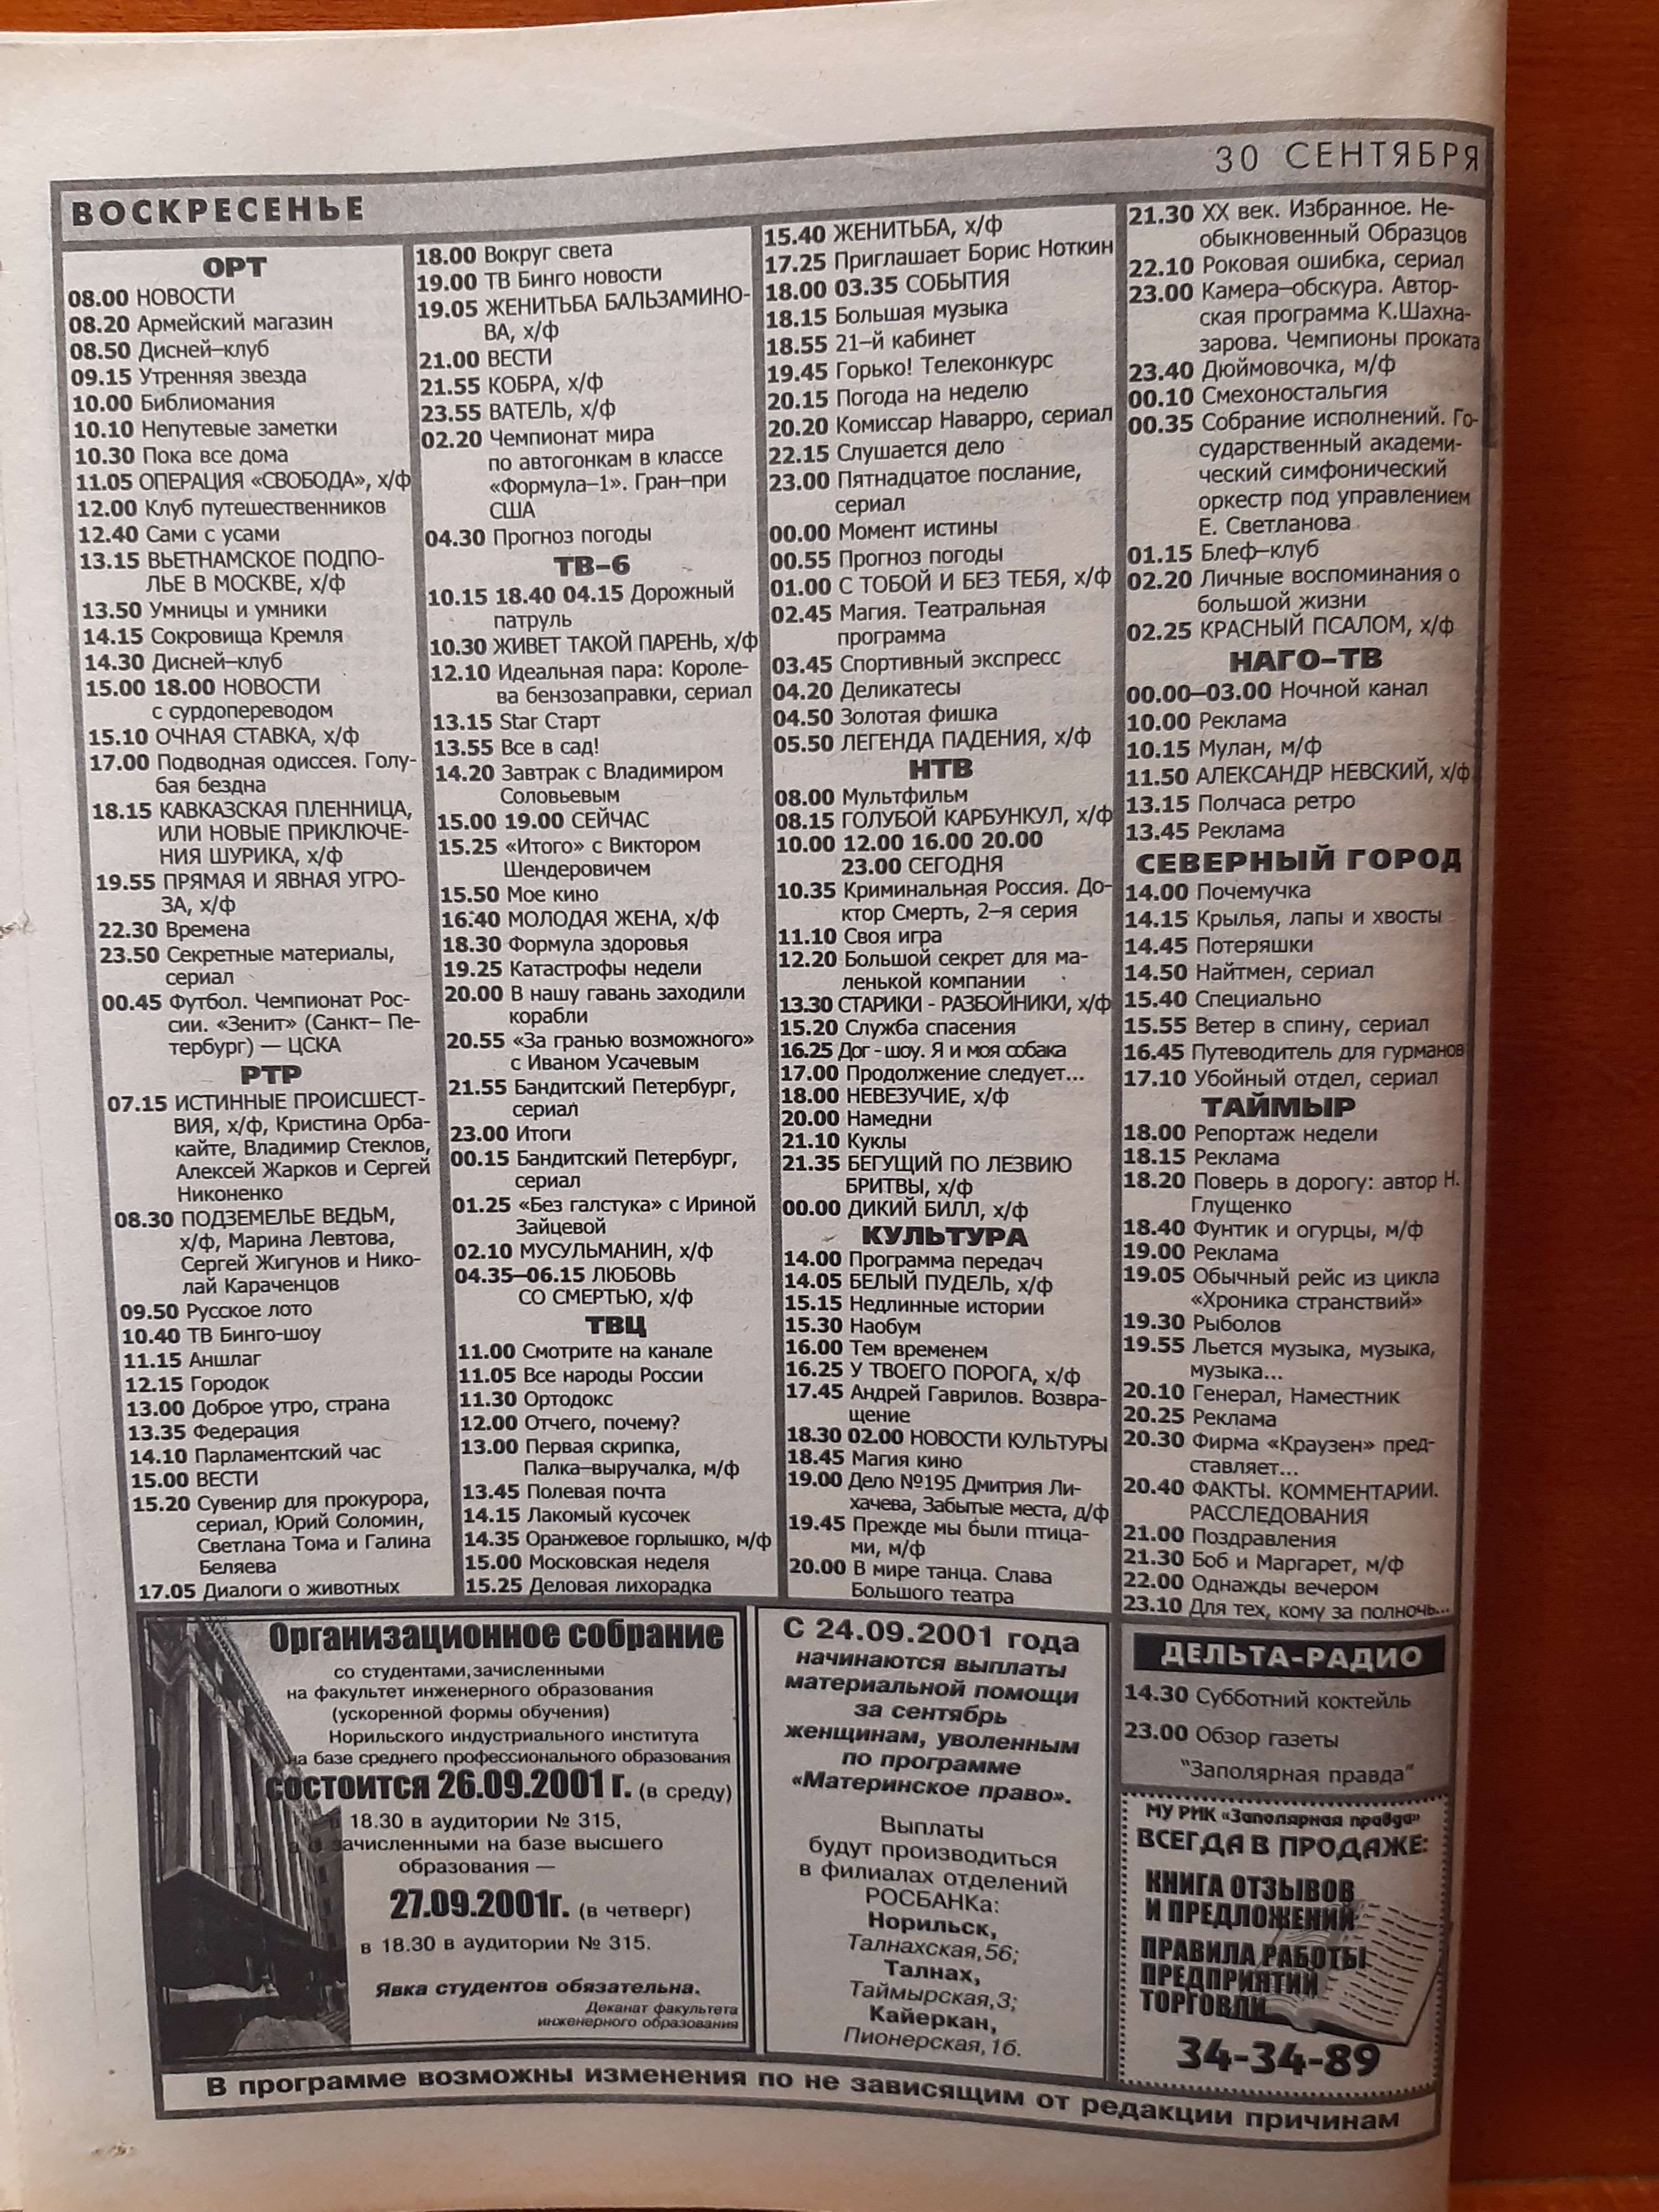 ВОСКРЕСЕНЬЕ
30 СЕНТЯБРЯ
ОРТ
08.00 НОВОСТИ
08.20 Армейский магазин
08.50 Дисней–клуб
09.15 Утренняя звезда
10.00 Библиомания
10.10 Непутевые заметки
10.30 Пока все дома
11.05 ОПЕРАЦИЯ «СВОБОДА», х/ф
12.00 Клуб путешественников
12.40 Сами с усами
13.15 ВЬЕТНАМСКОЕ ПОДПО-
ЛЬЕ В МОСКВЕ, х/ф
13.50 Умницы и умники
14.15 Сокровища Кремля
14.30 Дисней–клуб
15.00 18.00 НОВОСТИ
с сурдопереводом
15.10 ОЧНАЯ СТАВКА, х/ф
17.00 Подводная одиссея. Голу-
бая бездна
18.15 КАВКАЗСКАЯ ПЛЕННИЦА,
ИЛИ НОВЫЕ ПРИКЛЮЧЕ-
НИЯ ШУРИКА, х/ф
19.55 ПРЯМАЯ И ЯВНАЯ УГРО-
ЗА, х/ф
22.30 Времена
23.50 Секретные материалы,
сериал
00.45 Футбол. Чемпионат Рос-
сии. «Зенит» (Санкт– Пе-
тербург) — ЦСКА
РТР
07.15 ИСТИННЫЕ ПРОИСШЕСТ-
ВИЯ, х/ф, Кристина Орба-
кайте, Владимир Стеклов,
Алексей Жарков и Сергей
Никоненко
08.30 ПОДЗЕМЕЛЬЕ ВЕДЬМ,
х/ф, Марина Левтова,
Сергей Жигунов и Нико-
лай Караченцов
09.50 Русское лото
10.40 ТВ Бинго-шоу
11.15 Аншлаг
12.15 Городок
13.00 Доброе утро, страна
13.35 Федерация
14.10 Парламентский час
15.00 ВЕСТИ
15.20 Сувенир для прокурора,
сериал, Юрий Соломин,
Светлана Тома и Галина
Беляева
17.05 Диалоги о животных
18.00 Вокруг света
19.00 ТВ Бинго новости
19.05 ЖЕНИТЬБА БАЛЬЗАМИНО-
ВА, х/ф
21.00 ВЕСТИ
21.55 КОБРА, х/ф
23.55 ВАТЕЛЬ, х/ф
02.20 Чемпионат мира
по автогонкам в классе
«Формула–1». Гран–при
США
04.30 Прогноз погоды
ТВ–6
10.15 18.40 04.15 Дорожный
патруль
10.30 ЖИВЕТ ТАКОЙ ПАРЕНЬ, х/ф
12.10 Идеальная пара: Короле-
ва бензозаправки, сериал
13.15 Star Старт
13.55 Все в сад!
14.20 Завтрак с Владимиром
Соловьевым
15.00 19.00 СЕЙЧАС
15.25 «Итого» с Виктором
Шендеровичем
15.50 Мое кино
16.40 МОЛОДАЯ ЖЕНА, х/ф
18.30 Формула здоровья
19.25 Катастрофы недели
20.00 В нашу гавань заходили
корабли
20.55 «За гранью возможного»
с Иваном Усачевым
21.55 Бандитский Петербург,
сериал
23.00 Итоги
00.15 Бандитский Петербург,
сериал
01.25 «Без галстука» с Ириной
Зайцевой
02.10 МУСУЛЬМАНИН, х/ф
04.35–06.15 ЛЮБОВЬ
СО СМЕРТЬЮ, х/ф
ТВЦ
11.00 Смотрите на канале
11.05 Все народы России
11.30 Ортодокс
12.00 Отчего, почему?
13.00 Первая скрипка,
Палка–выручалка, м/ф
13.45 Полевая почта
14.15 Лакомый кусочек
14.35 Оранжевое горлышко, м/ф
15.00 Московская неделя
15.25 Деловая лихорадка
15.40 ЖЕНИТЬБА, х/ф
17.25 Приглашает Борис Ноткин
18.00 03.35 СОБЫТИЯ
18.15 Большая музыка
18.55 21–й кабинет
19.45 Горько! Телеконкурс
20.15 Погода на неделю
20.20 Комиссар Наварро, сериал
22.15 Слушается дело
23.00 Пятнадцатое послание,
сериал
00.00 Момент истины
00.55 Прогноз погоды
01.00 С ТОБОЙ И БЕЗ ТЕБЯ, х/ф
02.45 Магия. Театральная
программа
03.45 Спортивный экспресс
04.20 Деликатесы
04.50 Золотая фишка
05.50 ЛЕГЕНДА ПАДЕНИЯ, х/ф
НТВ
08.00 Мультфильм
08.15 ГОЛУБОЙ КАРБУНКУЛ, х/ф
10.00 12.00 16.00 20.00
23.00 СЕГОДНЯ
10.35 Криминальная Россия. До-
ктор Смерть, 2–я серия
11.10 Своя игра
12.20 Большой секрет для ма-
ленькой компании
13.30 СТАРИКИ - РАЗБОЙНИКИ, х/ф
15.20 Служба спасения
16.25 Дог - шоу. Я и моя собака
17.00 Продолжение следует...
18.00 НЕВЕЗУЧИЕ, х/ф
20.00 Намедни
21.10 Куклы
21.35 БЕГУЩИЙ ПО ЛЕЗВИЮ
БРИТВЫ, х/ф
00.00 ДИКИЙ БИЛЛ, х/ф
КУЛЬТУРА
14.00 Программа передач
14.05 БЕЛЫЙ ПУДЕЛЬ, х/ф
15.15 Недлинные истории
15.30 Наобум
16.00 Тем временем
16.25 У ТВОЕГО ПОРОГА, х/ф
17.45 Андрей Гаврилов. Возвра-
щение
18.30 02.00 НОВОСТИ КУЛЬТУРЫ
18.45 Магия кино
19.00 Дело №195 Дмитрия Ли-
хачева, Забытые места, д/ф
19.45 Прежде мы были птица-
ми, м/ф
20.00 В мире танца. Слава
Большого театра
21.30 XX век. Избранное. Не-
обыкновенный Образцов
22.10 Роковая ошибка, сериал
23.00 Камера–обскура. Автор-
ская программа К.Шахна-
зарова. Чемпионы проката
23.40 Дюймовочка, м/ф
00.10 Смехоностальгия
00.35 Собрание исполнений. Го-
сударственный академи-
ческий симфонический
оркестр под управлением
Е. Светланова
01.15 Блеф–клуб
02.20 Личные воспоминания о
большой жизни
02.25 КРАСНЫЙ ПСАЛОМ, х/ф
НАГО–ТВ
00.00–03.00 Ночной канал
10.00 Реклама
10.15 Мулан, м/ф
11.50 АЛЕКСАНДР НЕВСКИЙ, х/ф
13.15 Полчаса ретро
13.45 Реклама
СЕВЕРНЫЙ ГОРОД
14.00 Почемучка
14.15 Крылья, лапы и хвосты
14.45 Потеряшки
14.50 Найтмен, сериал
15.40 Специально
15.55 Ветер в спину, сериал
16.45 Путеводитель для гурманов
17.10 Убойный отдел, сериал
ТАЙМЫР
18.00 Репортаж недели
18.15 Реклама
18.20 Поверь в дорогу: автор Н.
Глущенко
18.40 Фунтик и огурцы, м/ф
19.00 Реклама
19.05 Обычный рейс из цикла
«Хроника странствий»
19.30 Рыболов
19.55 Льется музыка, музыка,
музыка...
20.10 Генерал, Наместник
20.25 Реклама
20.30 Фирма «Краузен» пред-
ставляет...
20.40 ФАКТЫ. КОММЕНТАРИИ.
РАССЛЕДОВАНИЯ
21.00 Поздравления
21.30 Боб и Маргарет, м/ф
22.00 Однажды вечером
23.10 Для тех, кому за полночь...
Организационное собрание
со студентами, зачисленными
на факультет инженерного образования
(ускоренной формы обучения)
Норильского индустриального института
на базе среднего профессионального образования
состоится 26.09.2001 г. (в среду)
в 18.30 в аудитории № 315,
а с зачисленными на базе высшего
образования —
27.09.2001г. (в четверг)
в 18.30 в аудитории № 315.
Явка студентов обязательна.
Деканат факультета
инженерного образования
С 24.09.2001 года
начинаются выплаты
материальной помощи
за сентябрь
женщинам, уволенным
по программе
«Материнское право».
Выплаты
будут производиться
в филиалах отделений
РОСБАНКа:
Норильск,
Талнахская,56;
Талнах,
Таймырская,3;
Кайеркан,
Пионерская,1б.
ДЕЛЬТА-РАДИО
14.30 Субботний коктейль
23.00 Обзор газеты
"Заполярная правда"
МУ РИК «Заполярная правда»
ВСЕГДА В ПРОДАЖЕ:
КНИГА ОТЗЫВОВ
И ПРЕДЛОЖЕНИЙ
ПРАВИЛА РАБОТЫ
ПРЕДПРИЯТИЙ
ТОРГОВЛИ
34-34-89
В программе возможны изменения по не зависящим от редакции причинам